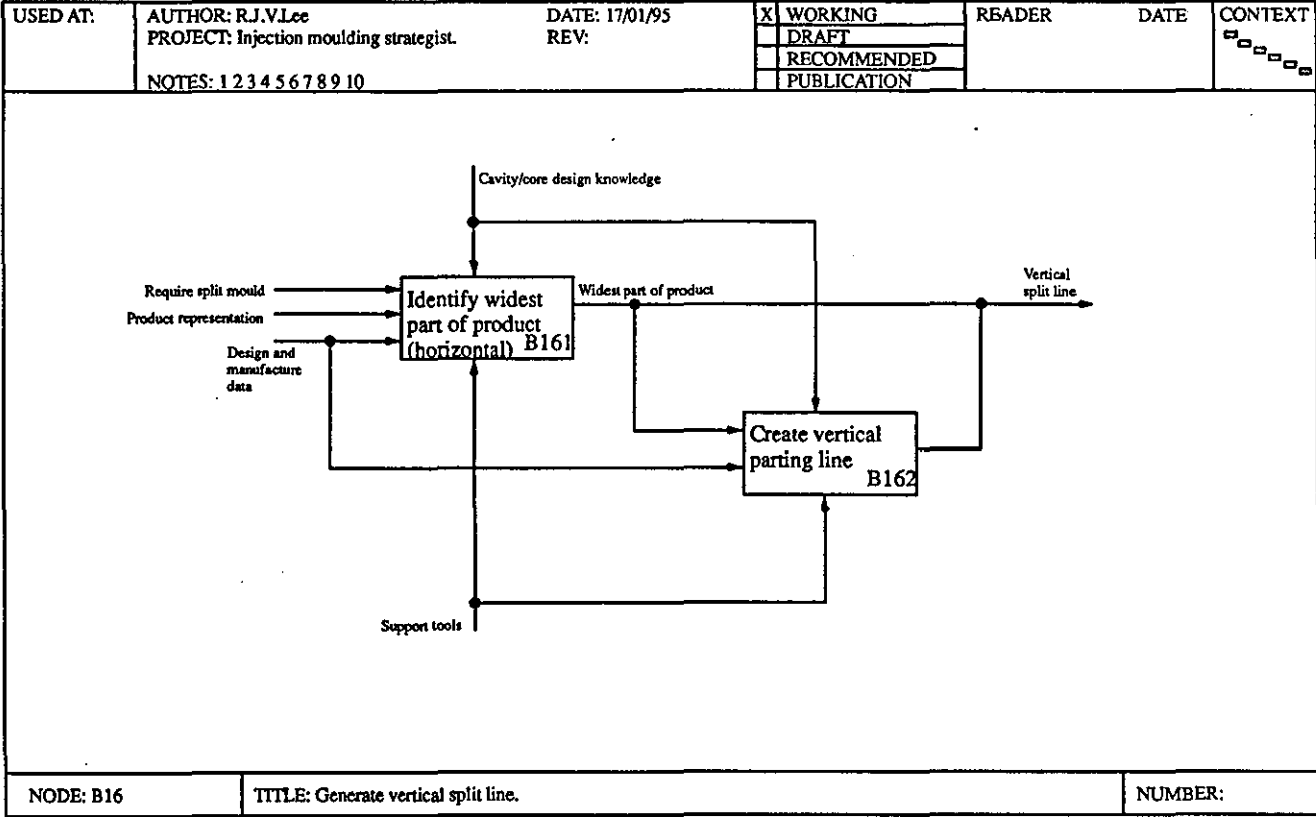 USED AT:
AUTHOR: R.J.V.Lee
DATE: 17/01/95
PROJECT: Injection moulding strategist.
REV:
NOTES: 1 2 3 4 5 6 7 8 9 10
X WORKING
DRAFT
RECOMMENDED
PUBLICATION
READER
DATE
CONTEXT
Cavity/core design knowledge
Require split mould
Product representation
Design and
manufacture
data
Identify widest
part of product
(horizontal) B161
Widest part of product
Vertical
split line
Create vertical
parting line
B162
Support tools
NODE: B16
TITLE: Generate vertical split line.
NUMBER: